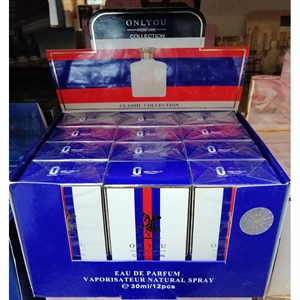 ONLYOU
PERFUME
COLLECTION
CLASSIC COLLECTION
ONLYOU
EAU DE PARFUM
VAPORISATEUR NATURAL SPRAY
℮ 30ml/12pcs